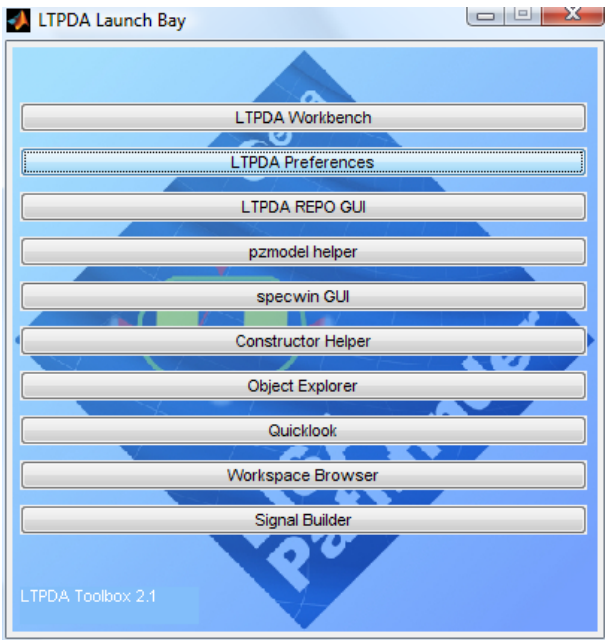 LTPDA Launch Bay
LTPDA Workbench
LTPDA Preferences
LTPDA REPO GUI
pzmodel helper
specwin GUI
Constructor Helper
Object Explorer
Quicklook
Workspace Browser
Signal Builder
Pathfinder
LTPDA Toolbox 2.1